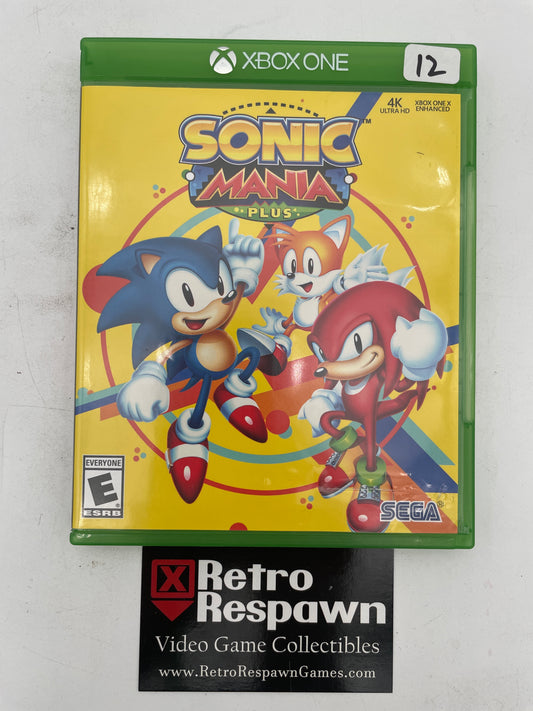 XBOX ONE
12
4K
ULTRA HD
XBOX ONE X
ENHANCED
SONIC
MANIA
PLUS
TM
EVERYONE
E
ESRB
SEGA
X Retro
Respawn
Video Game Collectibles
www.RetroRespawnGames.com